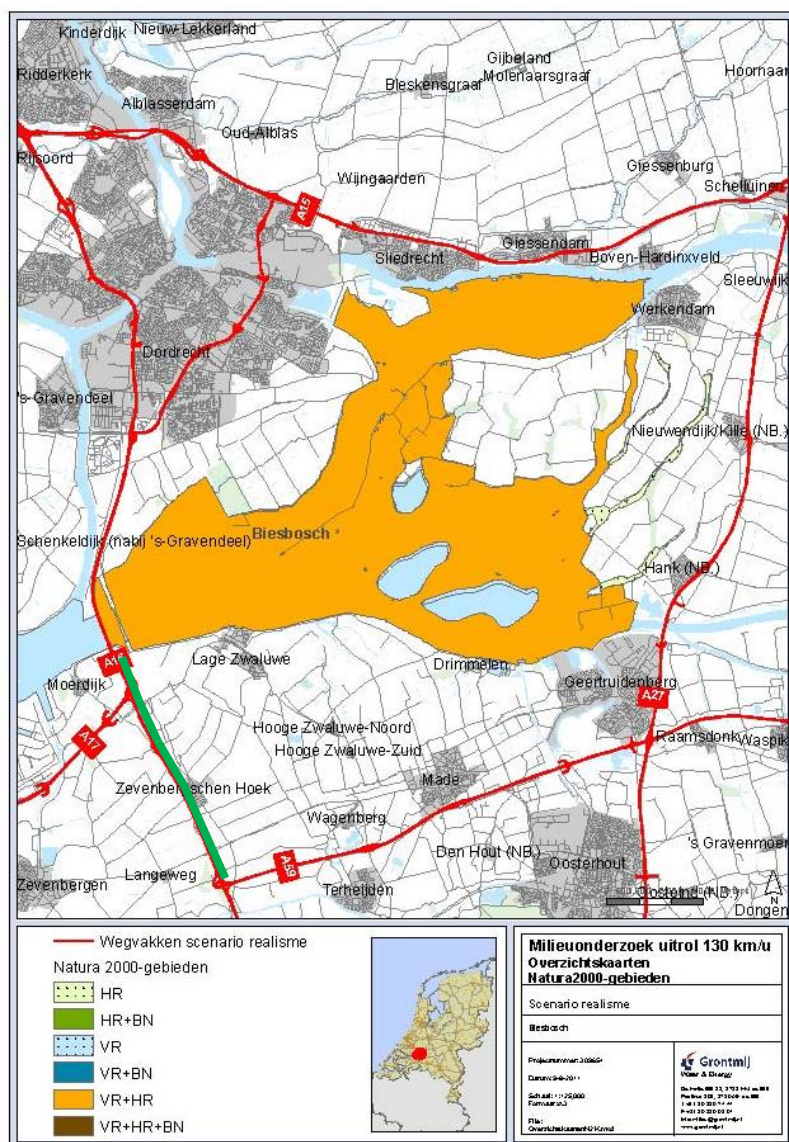 Kinderdijk
Nieuw-Lekkerland
Gijbeland
Ridderkerk
Bleskensgraaf
Molenaarsgraaf
Hoornaar
Alblasserdam
Oud-Alblas
Rijsoord
Wijngaarden
Giessenburg
Schelluinen
A15
Giessendam
Sliedrecht
Boven-Hardinxveld
Sleeuwijk
Werkendam
Dordrecht
's-Gravendeel
Nieuwendijk/Kille (NB.)
Schenkeldijk (nabij 's-Gravendeel)
Biesbosch
Hank (NB.)
Lage Zwaluwe
Drimmelen
Moerdijk
Geertruidenberg
A27
A17
Hooge Zwaluwe-Noord
Raamsdonk
Waspik
Hooge Zwaluwe-Zuid
Made
Zevenbergschen Hoek
Wagenberg
's Gravenmoer
Den Hout (NB.)
A59
Langeweg
Oosterhout
Zevenbergen
Terheijden
Oosteind (NB.)
N
Dongen
Wegvakken scenario realisme
Natura 2000-gebieden
HR
HR+BN
VR
VR+BN
VR+HR
VR+HR+BN
Milieuonderzoek uitrol 130 km/u
Overzichtskaarten
Natura2000-gebieden
Scenario realisme
Biesbosch
Grontmij